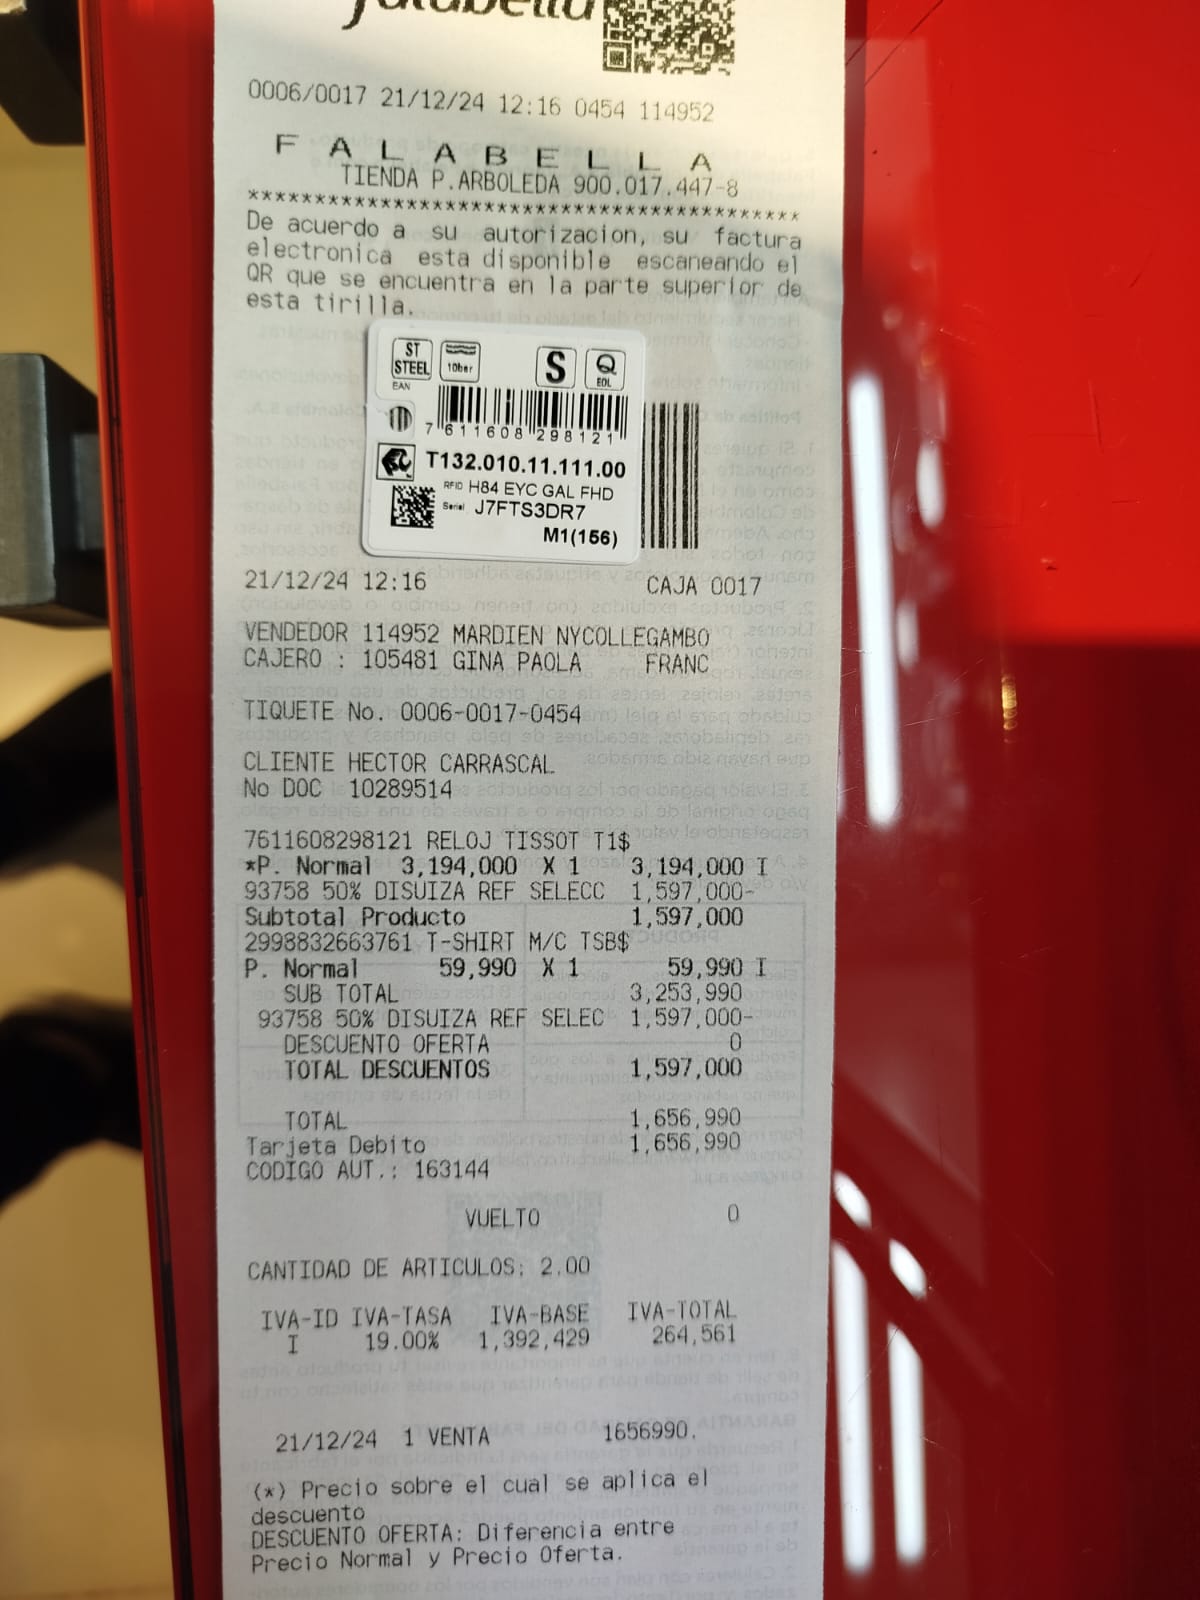 falabella
0006/0017 21/12/24 12:16 0454 114952
F A L A B E L L A
TIENDA P.ARBOLEDA 900.017.447-8
******************************************
De acuerdo a su autorizacion, su factura
electronica esta disponible escaneando el
QR que se encuentra en la parte superior de
esta tirilla.
ST STEEL 10bar S Q EOL
EAN
7 611608 298121
T132.010.11.111.00
RFID H84 EYC GAL FHD
Serial J7FTS3DR7
M1(156)
21/12/24 12:16 CAJA 0017
VENDEDOR 114952 MARDIEN NYCOLLEGAMBO
CAJERO : 105481 GINA PAOLA FRANC
TIQUETE No. 0006-0017-0454
CLIENTE HECTOR CARRASCAL
No DOC 10289514
7611608298121 RELOJ TISSOT T1$
*P. Normal 3,194,000 X 1 3,194,000 I
93758 50% DISUIZA REF SELECC 1,597,000-
Subtotal Producto 1,597,000
2998832663761 T-SHIRT M/C TSB$
P. Normal 59,990 X 1 59,990 I
SUB TOTAL 3,253,990
93758 50% DISUIZA REF SELEC 1,597,000-
DESCUENTO OFERTA 0
TOTAL DESCUENTOS 1,597,000
TOTAL 1,656,990
Tarjeta Debito 1,656,990
CODIGO AUT.: 163144
VUELTO 0
CANTIDAD DE ARTICULOS: 2.00
IVA-ID IVA-TASA IVA-BASE IVA-TOTAL
I 19.00% 1,392,429 264,561
21/12/24 1 VENTA 1656990.
(*) Precio sobre el cual se aplica el
descuento
DESCUENTO OFERTA: Diferencia entre
Precio Normal y Precio Oferta.